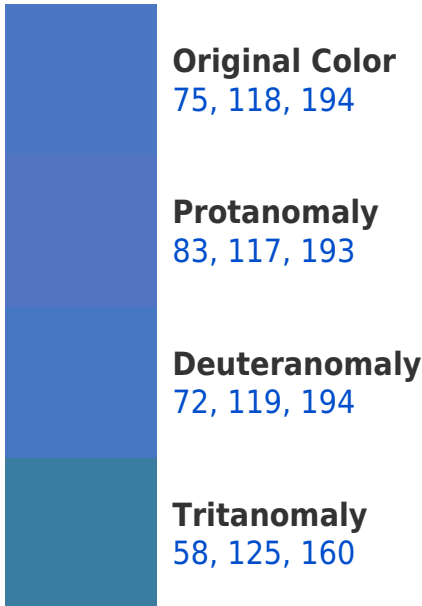 Original Color
75, 118, 194
Protanomaly
83, 117, 193
Deuteranomaly
72, 119, 194
Tritanomaly
58, 125, 160